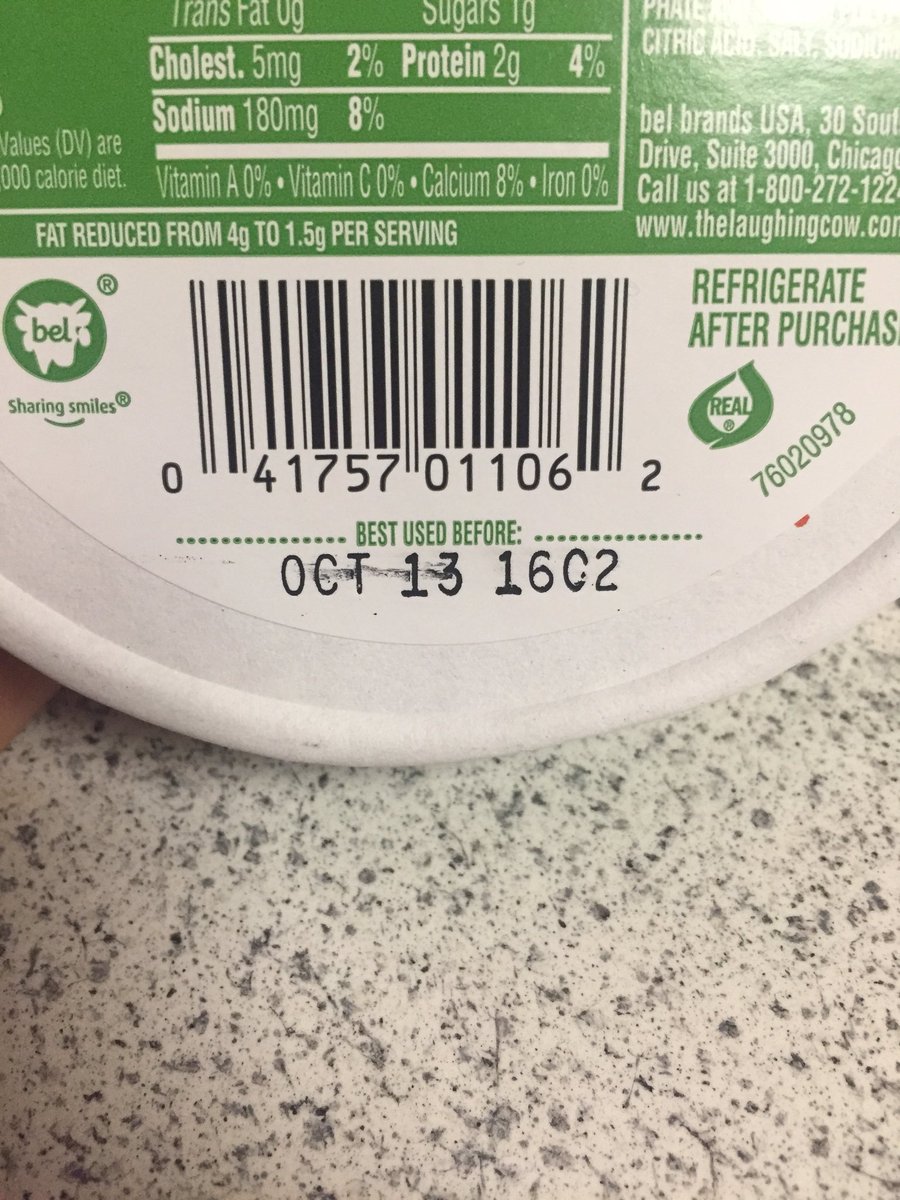 Trans Fat 0g Sugars 1g
Cholest. 5mg 2% Protein 2g 4%
Sodium 180mg 8%
Values (DV) are
000 calorie diet.
Vitamin A 0% • Vitamin C 0% • Calcium 8% • Iron 0%
FAT REDUCED FROM 4g TO 1.5g PER SERVING
CITRIC ACID, SALT, SODIUM
bel brands USA, 30 Sout
Drive, Suite 3000, Chicago
Call us at 1-800-272-122
www.thelaughingcow.com
bel ®
Sharing smiles®
0 41757 01106 2
REFRIGERATE
AFTER PURCHAS
REAL
®
76020978
BEST USED BEFORE:
OCT 13 16C2